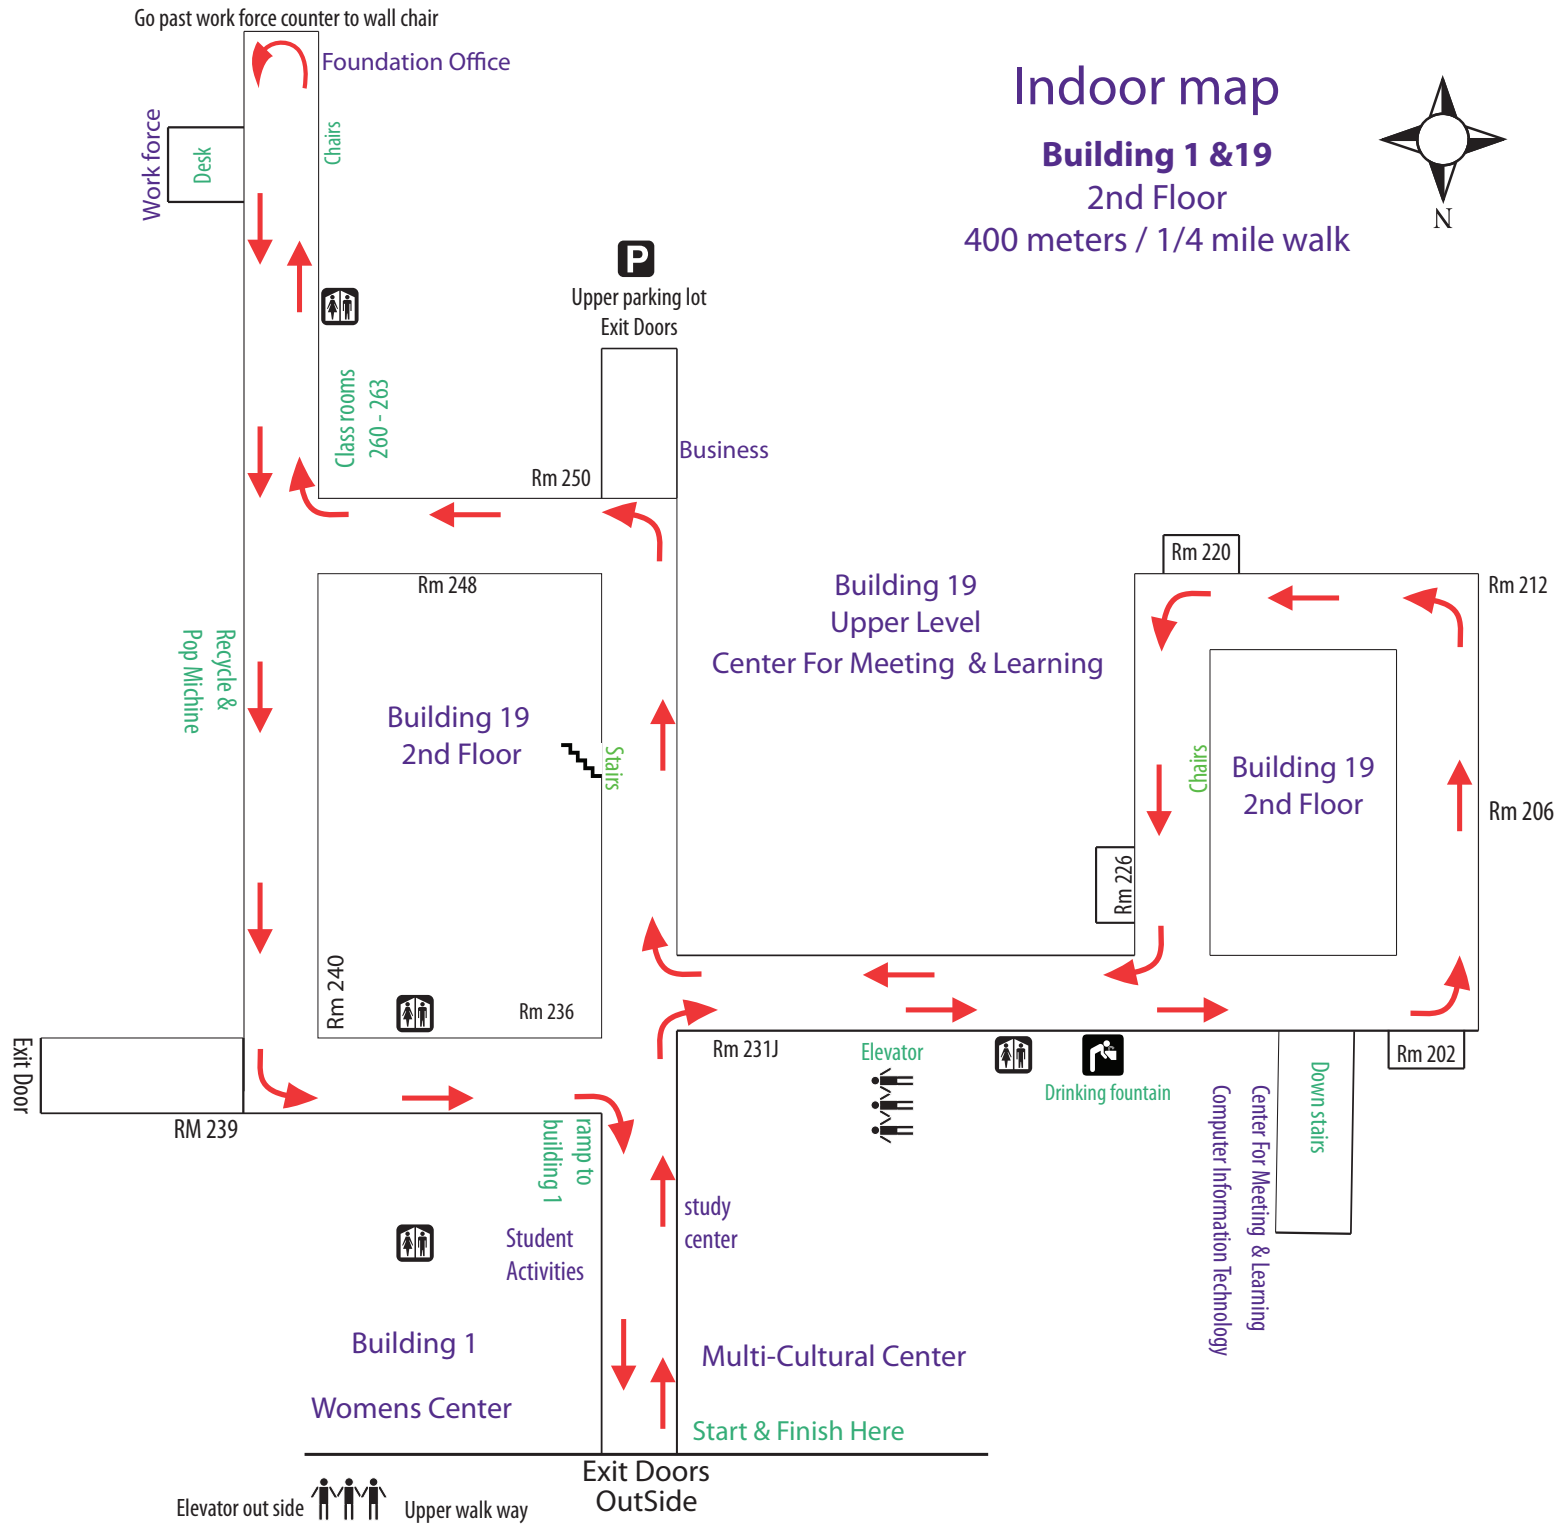 Go past work force counter to wall chair
Foundation Office
Indoor map
Building 1 &19
2nd Floor
400 meters / 1/4 mile walk
N
Work force
Desk
Chairs
P
Upper parking lot
Exit Doors
Class rooms
260 - 263
Rm 250
Business
Rm 248
Building 19
Upper Level
Center For Meeting & Learning
Rm 220
Rm 212
Recycle &
Pop Michine
Building 19
2nd Floor
Stairs
Chairs
Building 19
2nd Floor
Rm 206
Rm 226
Rm 240
Rm 236
Exit Door
RM 239
Rm 231J
Elevator
Drinking fountain
Rm 202
Down stairs
Center For Meeting & Learning
Computer Information Technology
ramp to
building 1
study
center
Student
Activities
Building 1
Womens Center
Multi-Cultural Center
Start & Finish Here
Exit Doors
OutSide
Elevator out side
Upper walk way